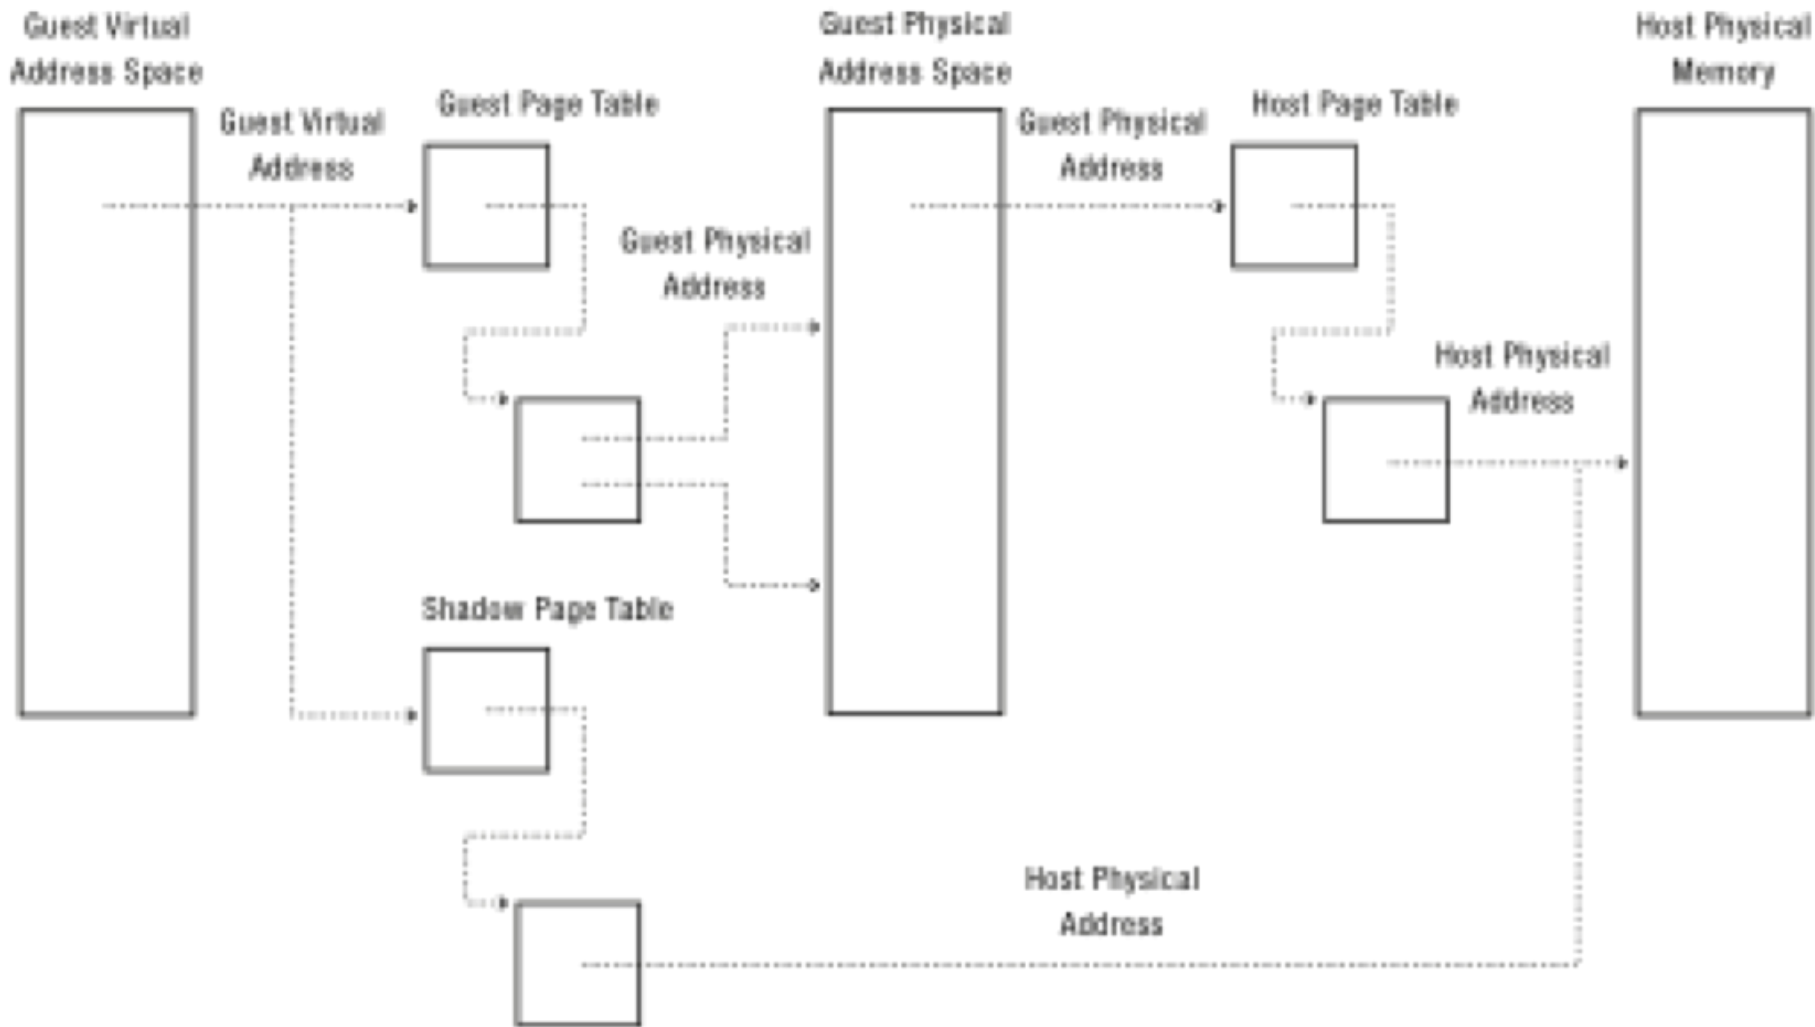 Guest Virtual
Address Space
Guest Physical
Address Space
Host Physical
Memory
Guest Page Table
Host Page Table
Guest Virtual
Address
Guest Physical
Address
Guest Physical
Address
Host Physical
Address
Shadow Page Table
Host Physical
Address